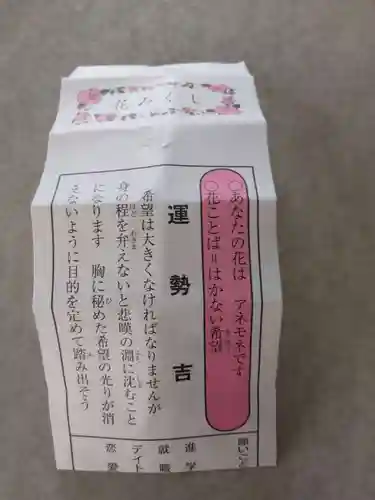 花みくじ
○あなたの花は　アネモネです
○花ことば＝はかない希望
運勢　吉
希望は大きくなければなりませんが
身の程を弁えないと悲嘆の淵に沈むこと
になります　胸に秘めた希望の光りが消
さないように目的を定めて踏み出そう
願いご
進学
就職
デイト
恋愛